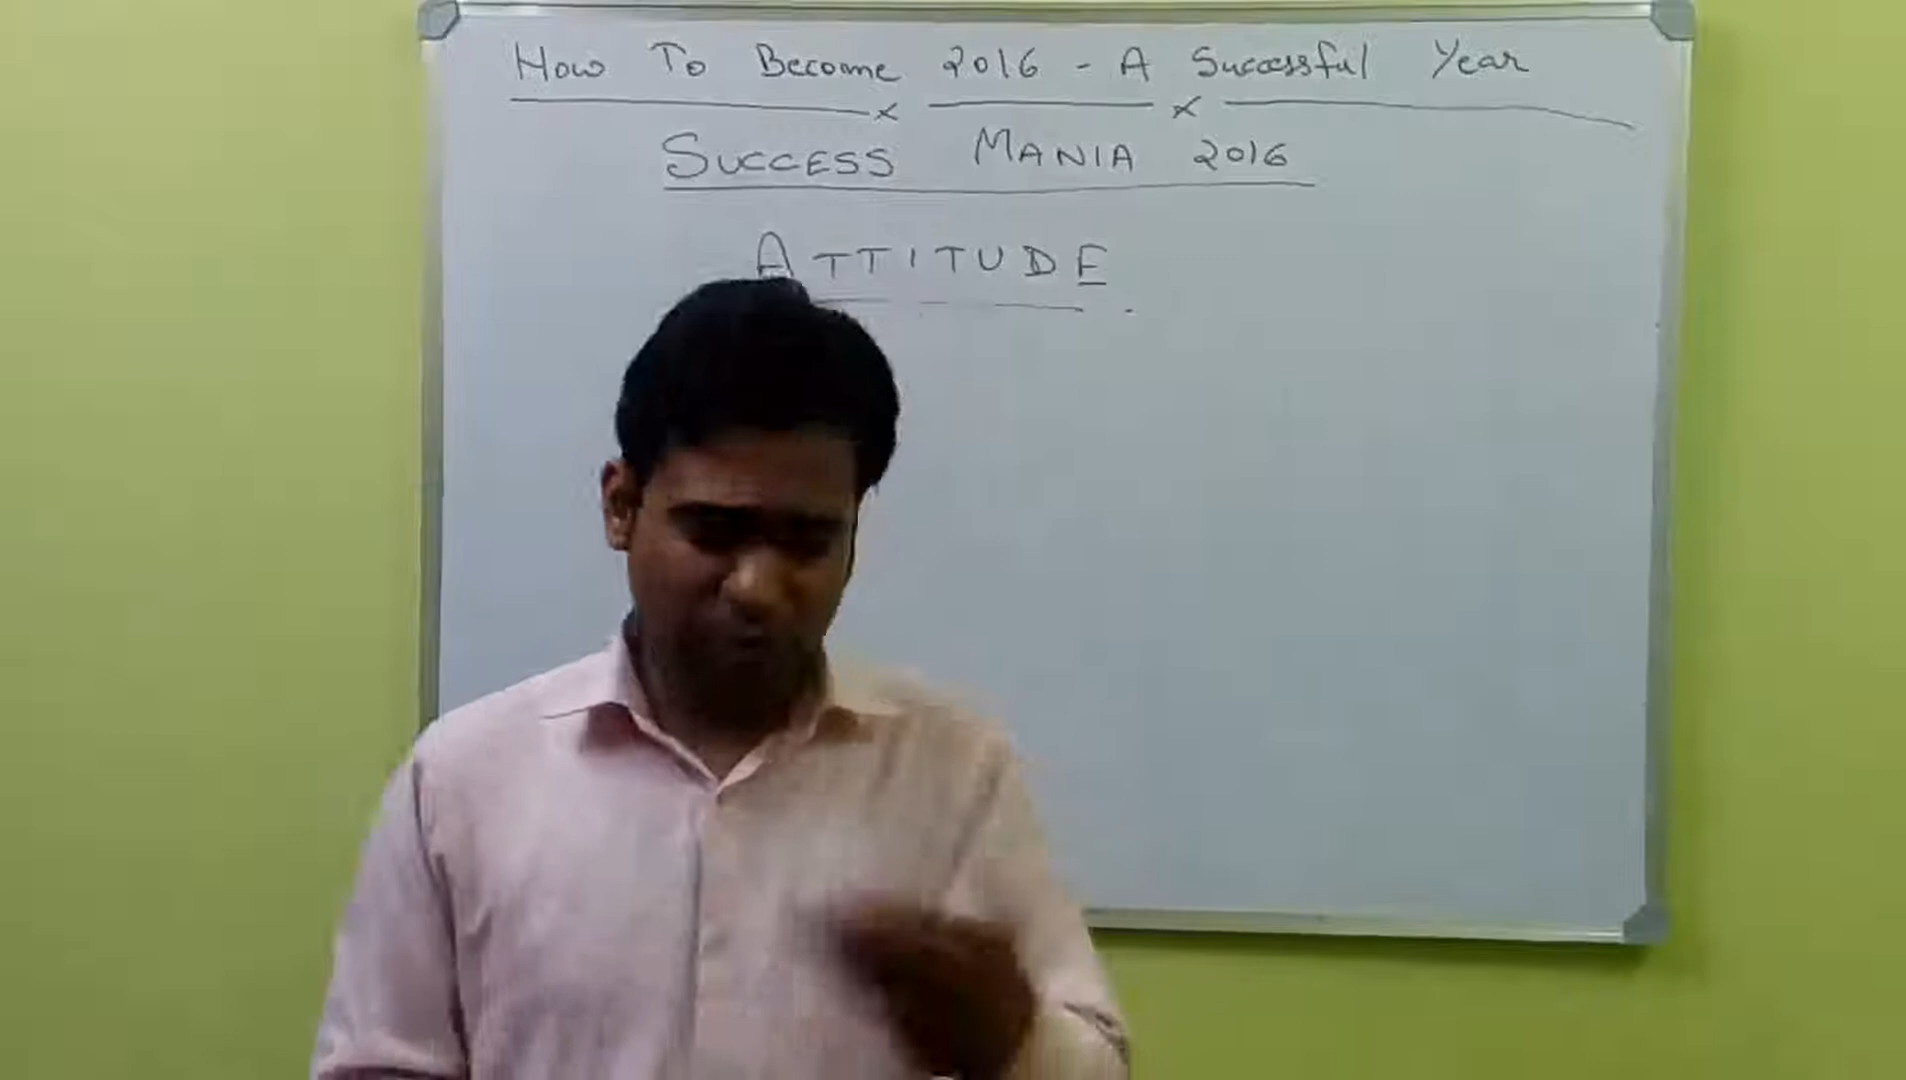 How To Become 2016 - A Successful Year
SUCCESS MANIA 2016
ATTITUDE.